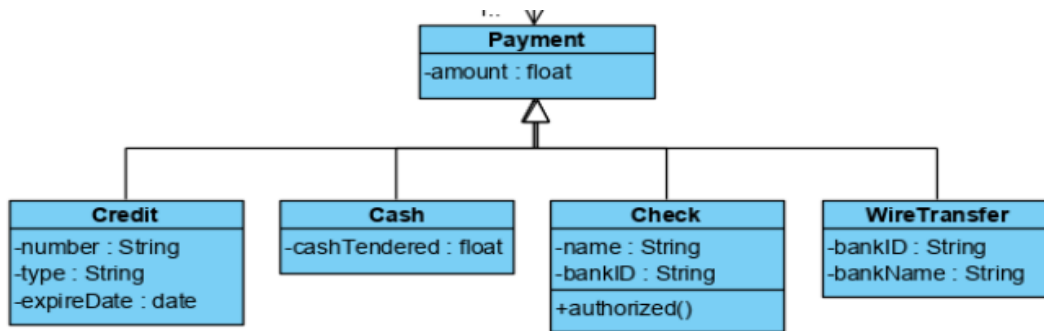 1..
Payment
-amount : float
Credit
-number : String
-type : String
-expireDate : date
Cash
-cashTendered : float
Check
-name : String
-bankID : String
+authorized()
WireTransfer
-bankID : String
-bankName : String